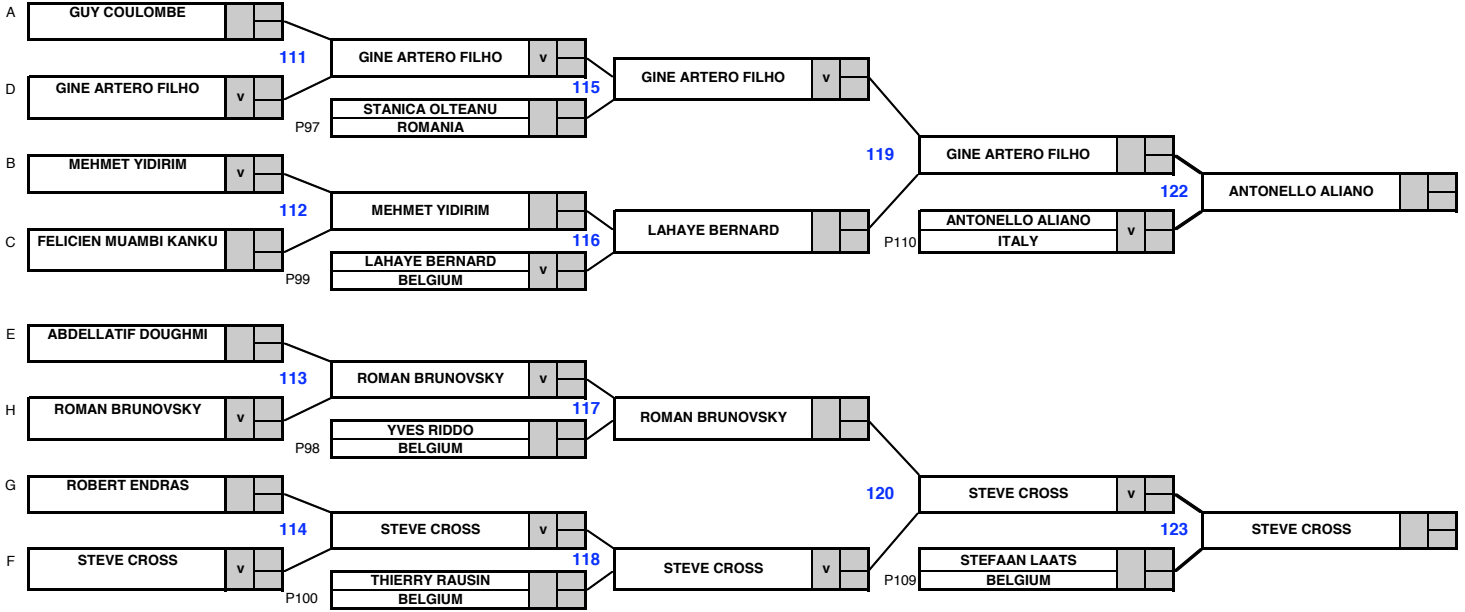 A
GUY COULOMBE
111
D
GINE ARTERO FILHO
v
GINE ARTERO FILHO
v
115
P97
STANICA OLTEANU
ROMANIA
GINE ARTERO FILHO
v
B
MEHMET YIDIRIM
v
112
C
FELICIEN MUAMBI KANKU
MEHMET YIDIRIM
116
P99
LAHAYE BERNARD
v
BELGIUM
LAHAYE BERNARD
119
GINE ARTERO FILHO
122
P110
ANTONELLO ALIANO
v
ITALY
ANTONELLO ALIANO
E
ABDELLATIF DOUGHMI
113
H
ROMAN BRUNOVSKY
v
ROMAN BRUNOVSKY
v
117
P98
YVES RIDDO
BELGIUM
ROMAN BRUNOVSKY
G
ROBERT ENDRAS
114
F
STEVE CROSS
v
STEVE CROSS
v
118
P100
THIERRY RAUSIN
BELGIUM
STEVE CROSS
v
120
STEVE CROSS
v
123
P109
STEFAAN LAATS
BELGIUM
STEVE CROSS